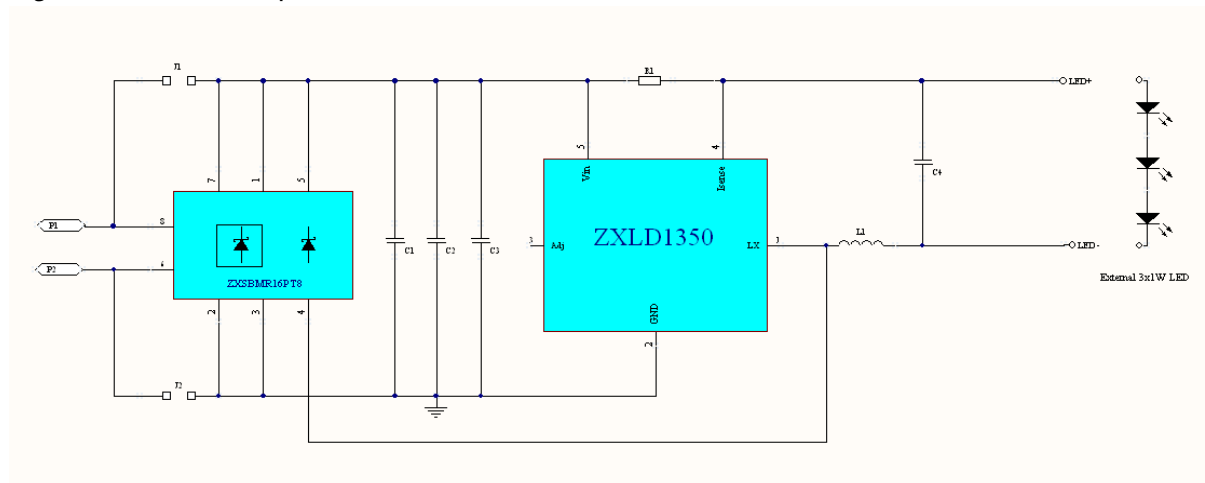 J1
R1
LED+
7
1
5
5
4
Vin
Isense
C4
P1
8
3
Adj
ZXLD1350
LX
1
L1
LED-
C1
C2
C3
P2
6
ZXSBMR16PT8
External 3x1W LED
2
3
4
GND
2
J2